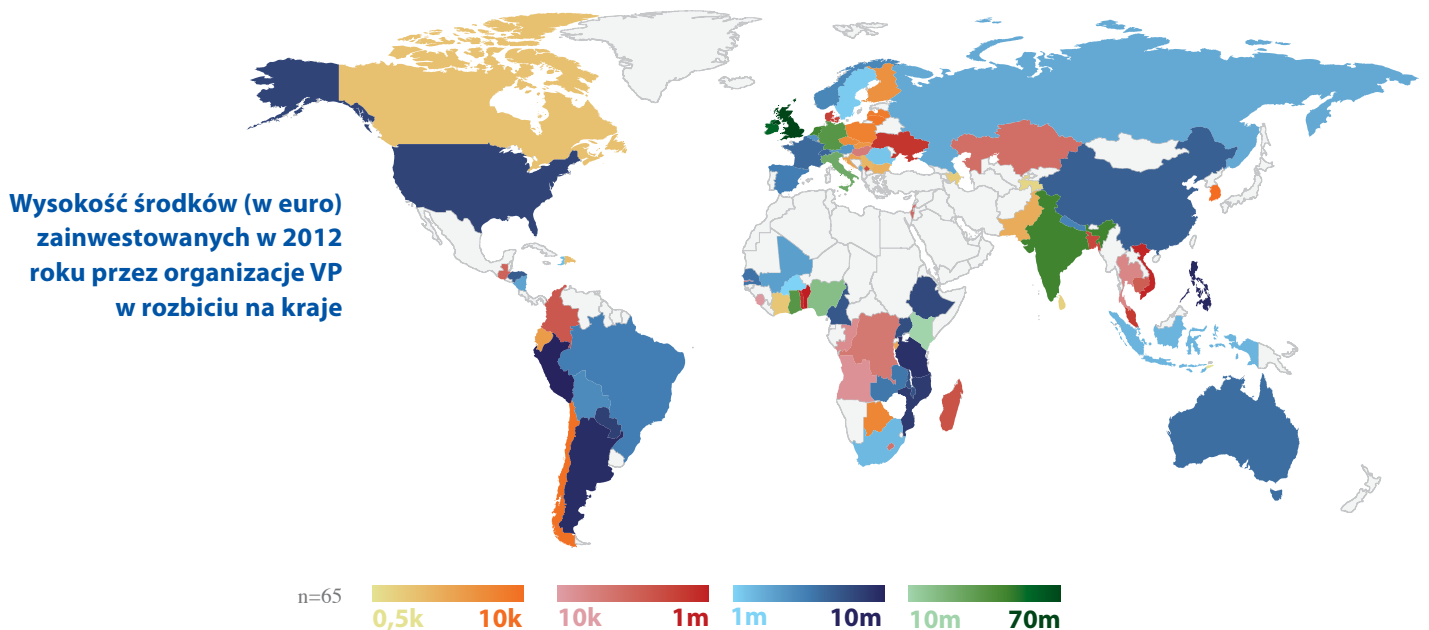 Wysokość środków (w euro)
zainwestowanych w 2012
roku przez organizacje VP
w rozbiciu na kraje
n=65
0,5k 10k 10k 1m 1m 10m 10m 70m